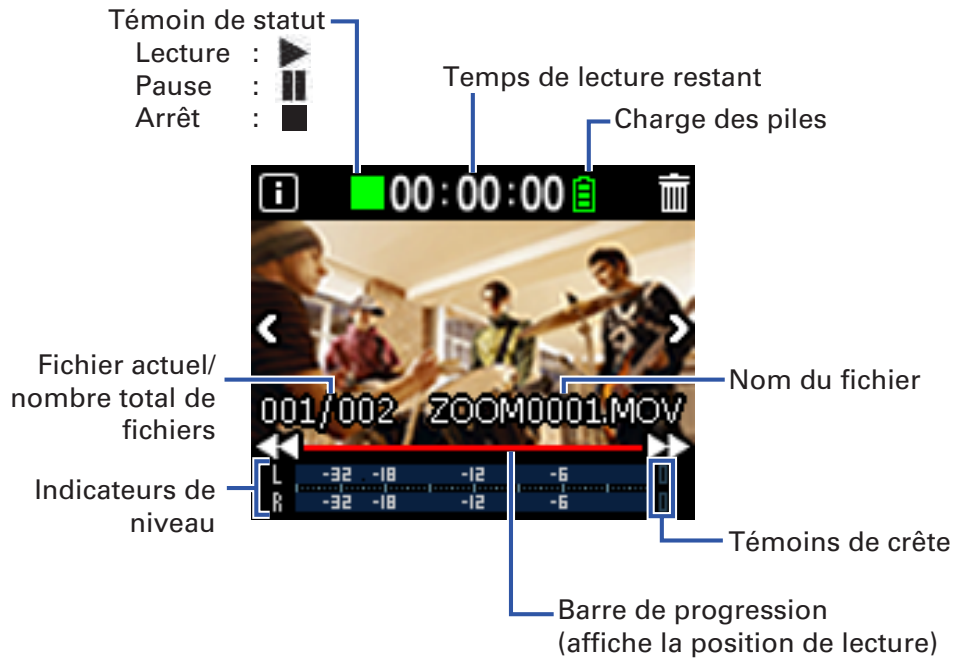 Témoin de statut
Lecture :
Pause :
Arrêt :
Temps de lecture restant
Charge des piles
i
00:00:00
Fichier actuel/
nombre total de
fichiers
Nom du fichier
001/002 ZOOM0001.MOV
L -32 -18 -12 -6 0
R -32 -18 -12 -6 0
Indicateurs de
niveau
Témoins de crête
Barre de progression
(affiche la position de lecture)